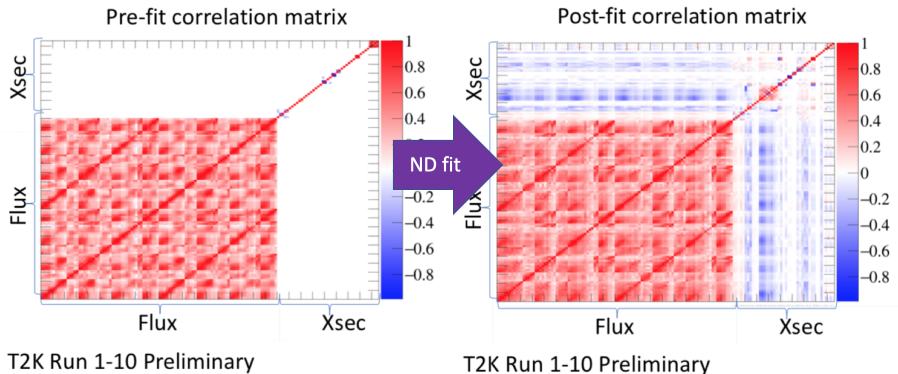 Pre-fit correlation matrix
Post-fit correlation matrix
Xsec
Flux
1
0.8
0.6
0.4
−0.2
−0.4
−0.6
−0.8
Flux
Xsec
ND fit
Xsec
Flux
1
0.8
0.6
0.4
0.2
0
−0.2
−0.4
−0.6
−0.8
Flux
Xsec
T2K Run 1-10 Preliminary
T2K Run 1-10 Preliminary